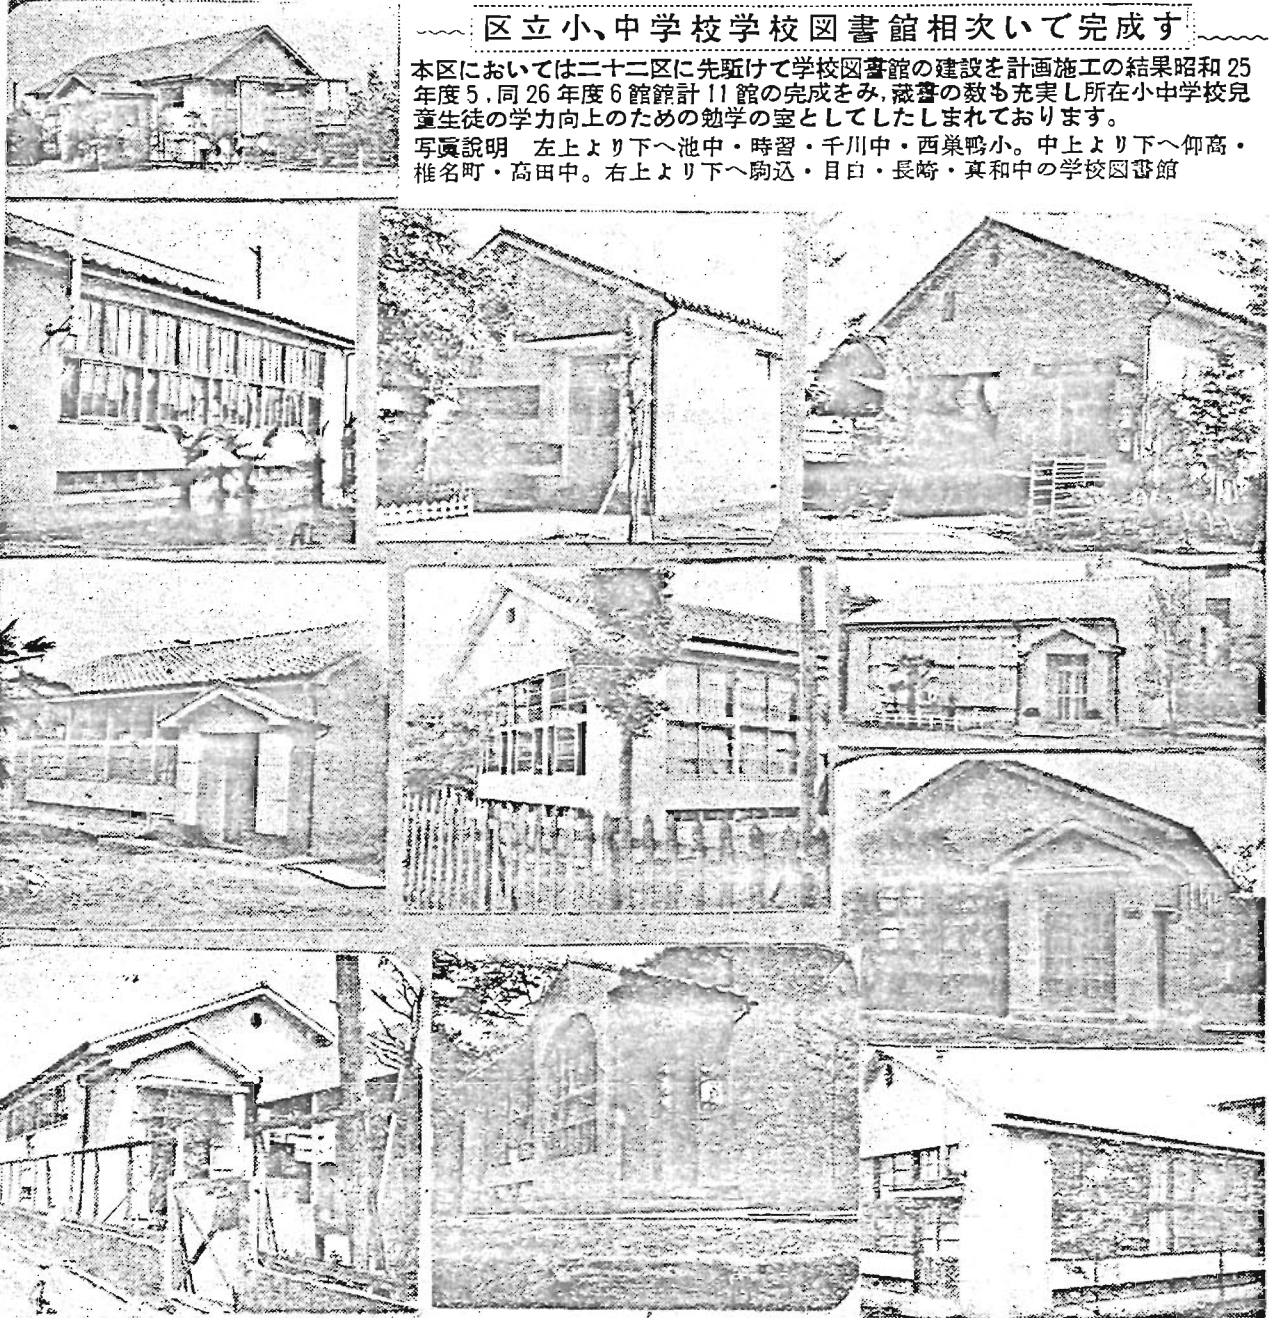 区立小、中学校学校図書館相次いで完成す
本区においては二十二区に先駈けて学校図書館の建設を計画施工の結果昭和25
年度5,同26年度6館館計11館の完成をみ,蔵書の数も充実し所在小中学校児
童生徒の学力向上のための勉学の室としてしたしまれております。
写眞説明　左上より下へ池中・時習・千川中・西巣鴨小。中上より下へ仰高・
椎名町・高田中。右上より下へ駒込・目白・長崎・真和中の学校図書館